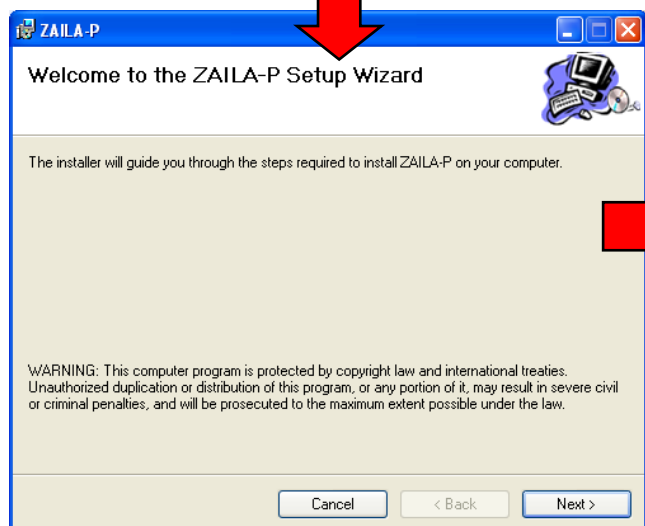 ZAILA-P
Welcome to the ZAILA-P Setup Wizard
The installer will guide you through the steps required to install ZAILA-P on your computer.
WARNING: This computer program is protected by copyright law and international treaties.
Unauthorized duplication or distribution of this program, or any portion of it, may result in severe civil
or criminal penalties, and will be prosecuted to the maximum extent possible under the law.
Cancel
< Back
Next >